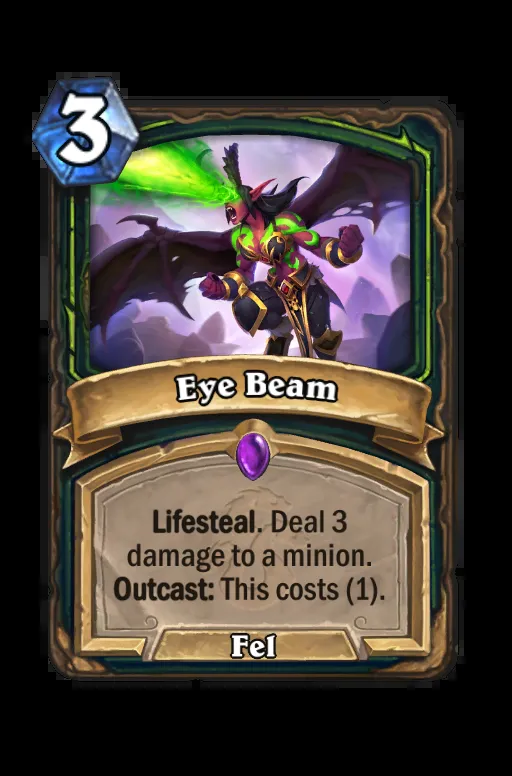 3
Eye Beam
Lifesteal. Deal 3
damage to a minion.
Outcast: This costs (1).
Fel